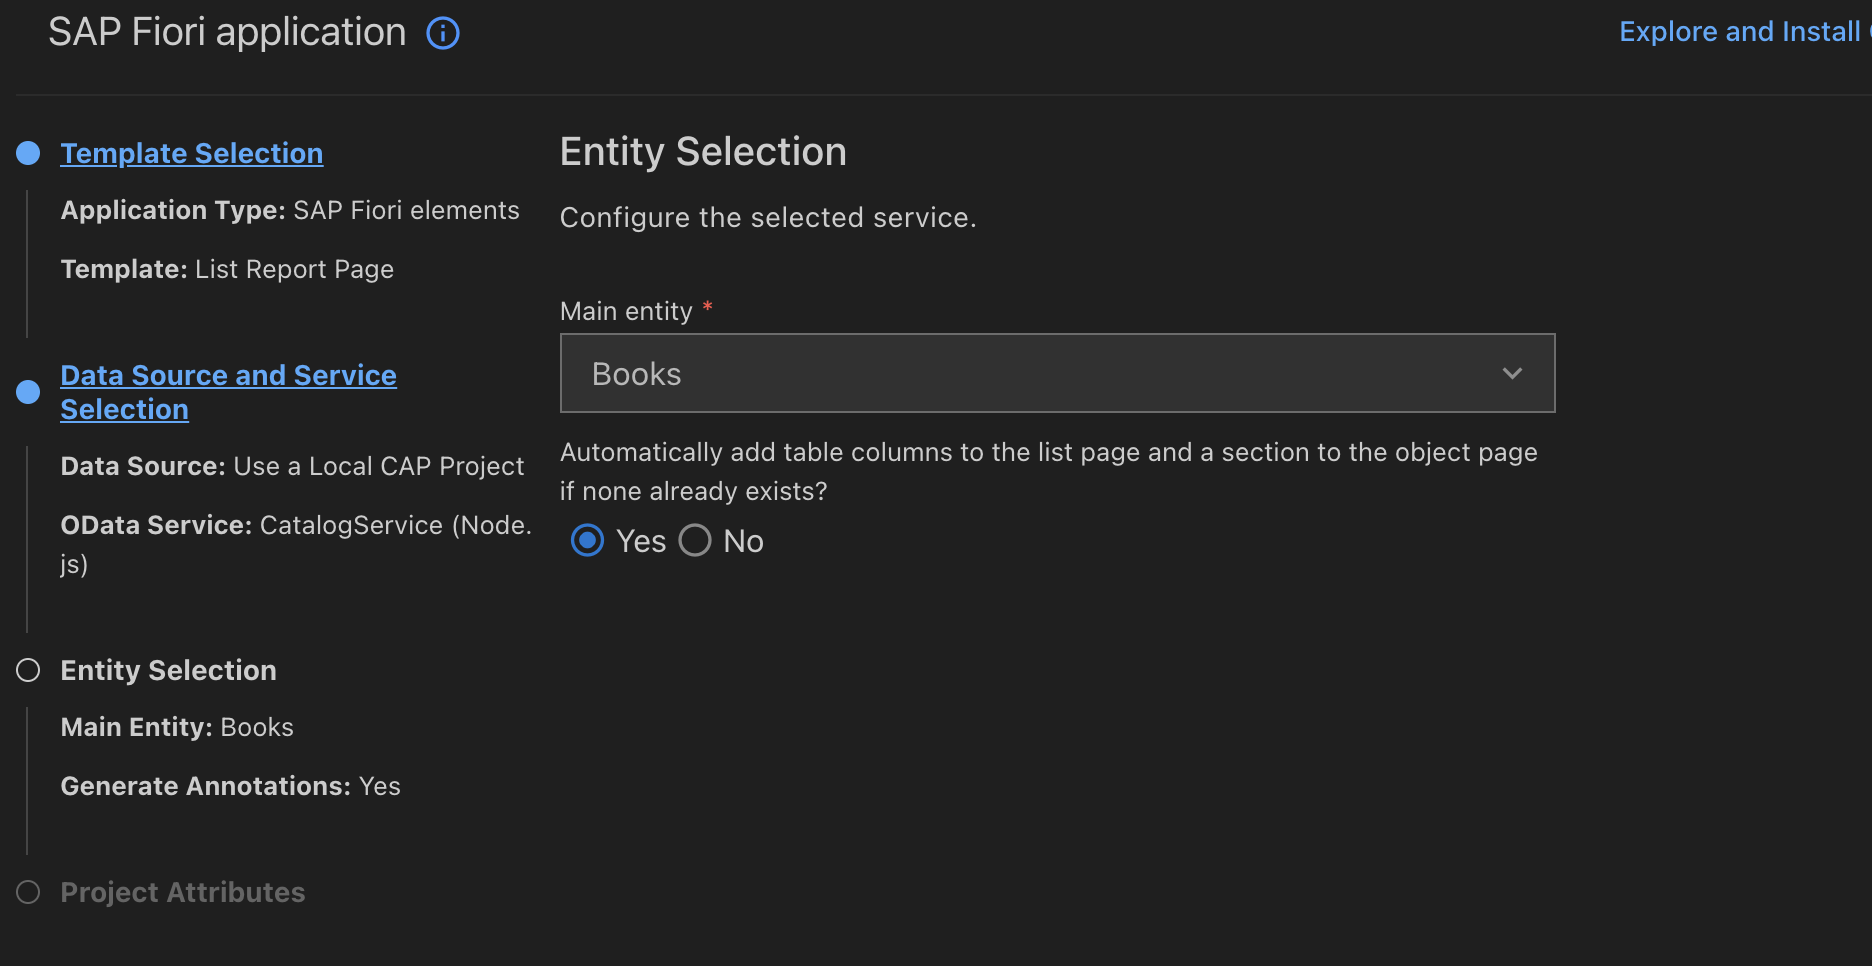 SAP Fiori application
Explore and Install
Template Selection
Application Type: SAP Fiori elements
Template: List Report Page
Data Source and Service
Selection
Data Source: Use a Local CAP Project
OData Service: CatalogService (Node.
js)
Entity Selection
Main Entity: Books
Generate Annotations: Yes
Project Attributes
Entity Selection
Configure the selected service.
Main entity *
Books
Automatically add table columns to the list page and a section to the object page
if none already exists?
Yes No